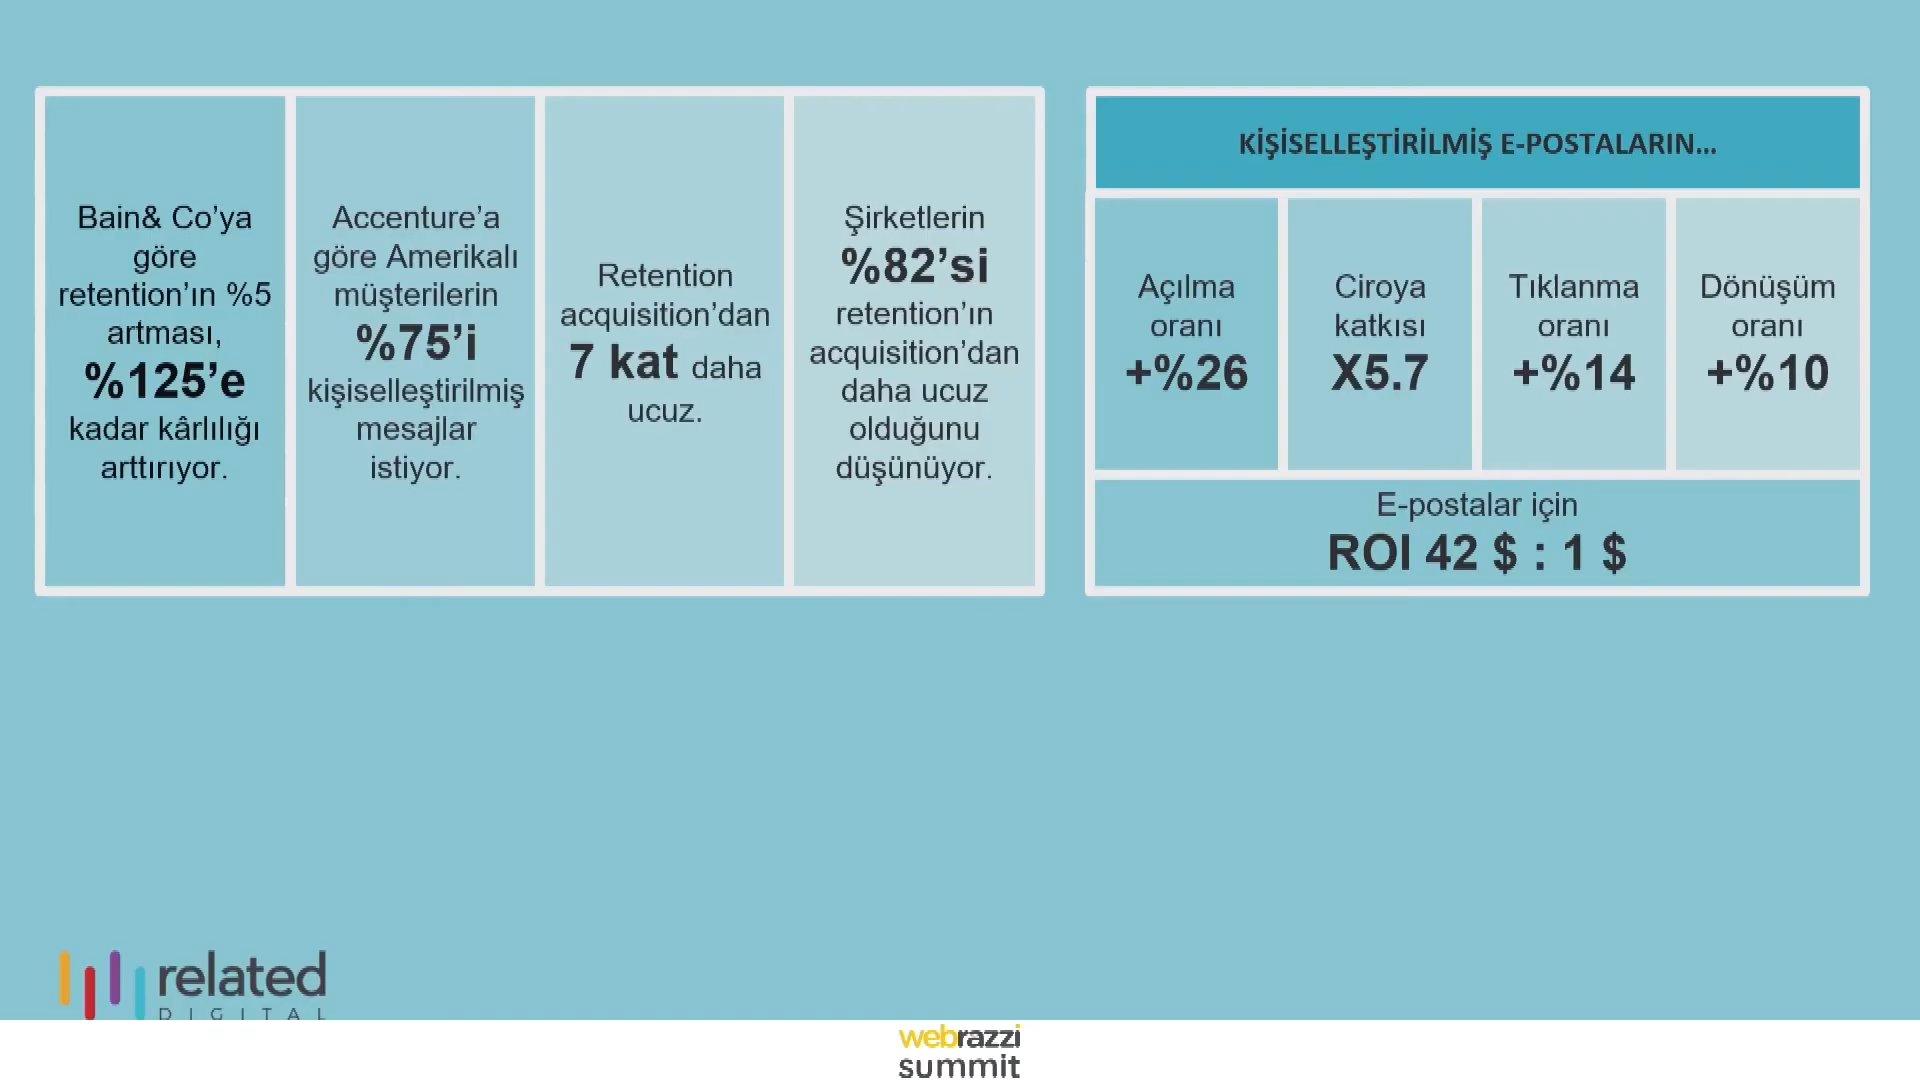 Bain& Co’ya
göre
retention’ın %5
artması,
%125’e
kadar kârlılığı
arttırıyor.
Accenture’a
göre Amerikalı
müşterilerin
%75’i
kişiselleştirilmiş
mesajlar
istiyor.
Retention
acquisition’dan
7 kat daha
ucuz.
Şirketlerin
%82’si
retention’ın
acquisition’dan
daha ucuz
olduğunu
düşünüyor.
KİŞİSELLEŞTİRİLMİŞ E-POSTALARIN...
Açılma
oranı
+%26
Ciroya
katkısı
X5.7
Tıklanma
oranı
+%14
Dönüşüm
oranı
+%10
E-postalar için
ROI 42 $ : 1 $
related
DIGITAL
webrazzi
summit